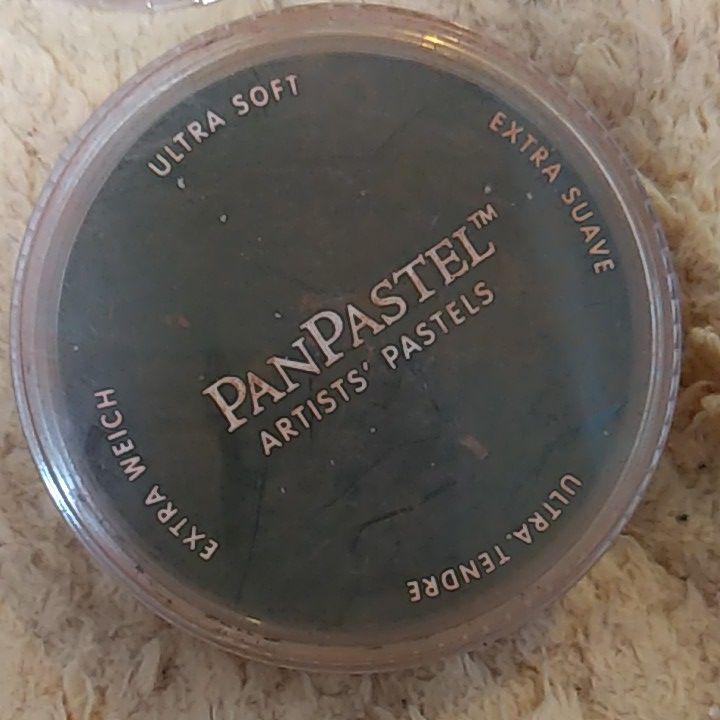 ULTRA SOFT
EXTRA SUAVE
PANPASTEL™
ARTISTS' PASTELS
EXTRA WEICH
ULTRA TENDRE